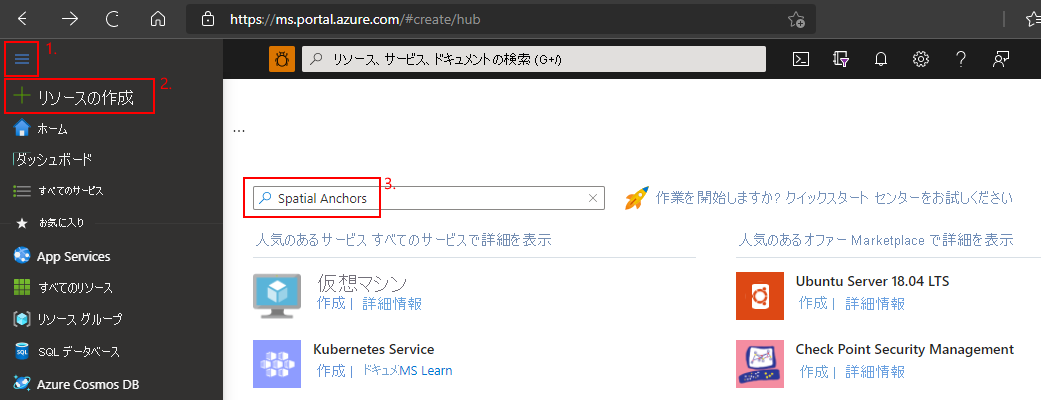 https://ms.portal.azure.com/#create/hub
1.
リソース、サービス、ドキュメントの検索 (G+/)
2.
リソースの作成
ホーム
...
ダッシュボード
すべてのサービス
3.
Spatial Anchors
作業を開始しますか? クイックスタート センターをお試しください
お気に入り
人気のあるサービス すべてのサービスで詳細を表示
人気のあるオファー Marketplace で詳細を表示
App Services
すべてのリソース
仮想マシン
作成 | 詳細情報
Ubuntu Server 18.04 LTS
作成 | 詳細情報
リソース グループ
SQL データベース
Kubernetes Service
作成 | ドキュメMS Learn
Check Point Security Management
作成 | 詳細情報
Azure Cosmos DB